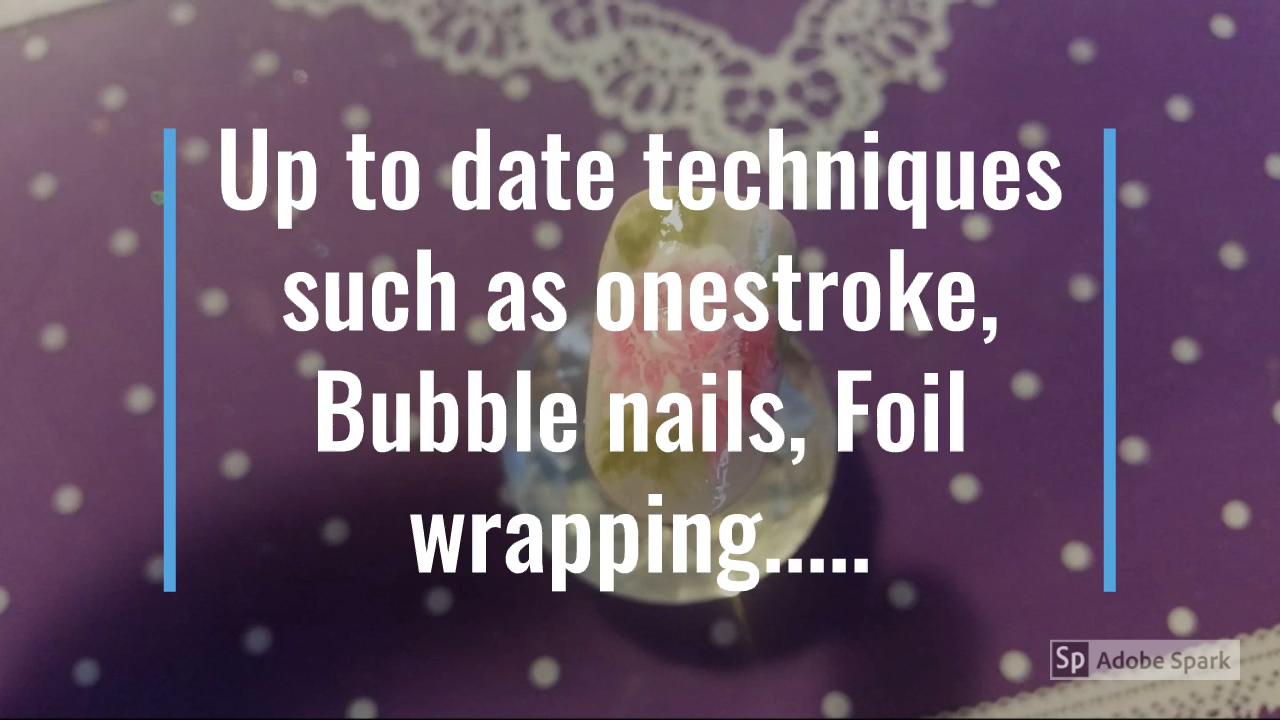 Up to date techniques
such as onestroke,
Bubble nails, Foil
wrapping.....
Sp Adobe Spark